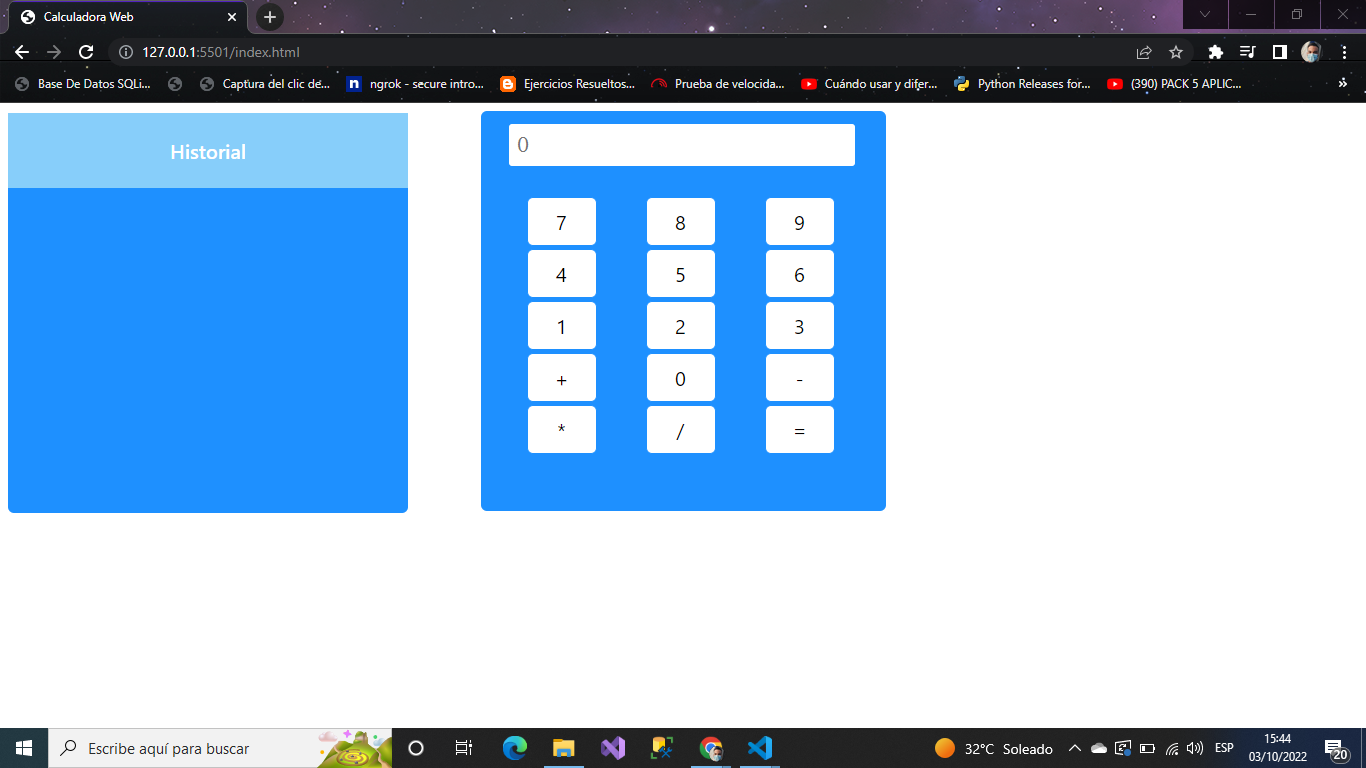 Calculadora Web
127.0.0.1:5501/index.html
Base De Datos SQLi...
Captura del clic de...
n ngrok - secure intro...
Ejercicios Resueltos...
Prueba de velocida...
Cuándo usar y difer...
Python Releases for...
(390) PACK 5 APLIC...
»
Historial
0
7 8 9
4 5 6
1 2 3
+ 0 -
* / =
Escribe aquí para buscar
32°C Soleado
ESP
15:44
03/10/2022
20